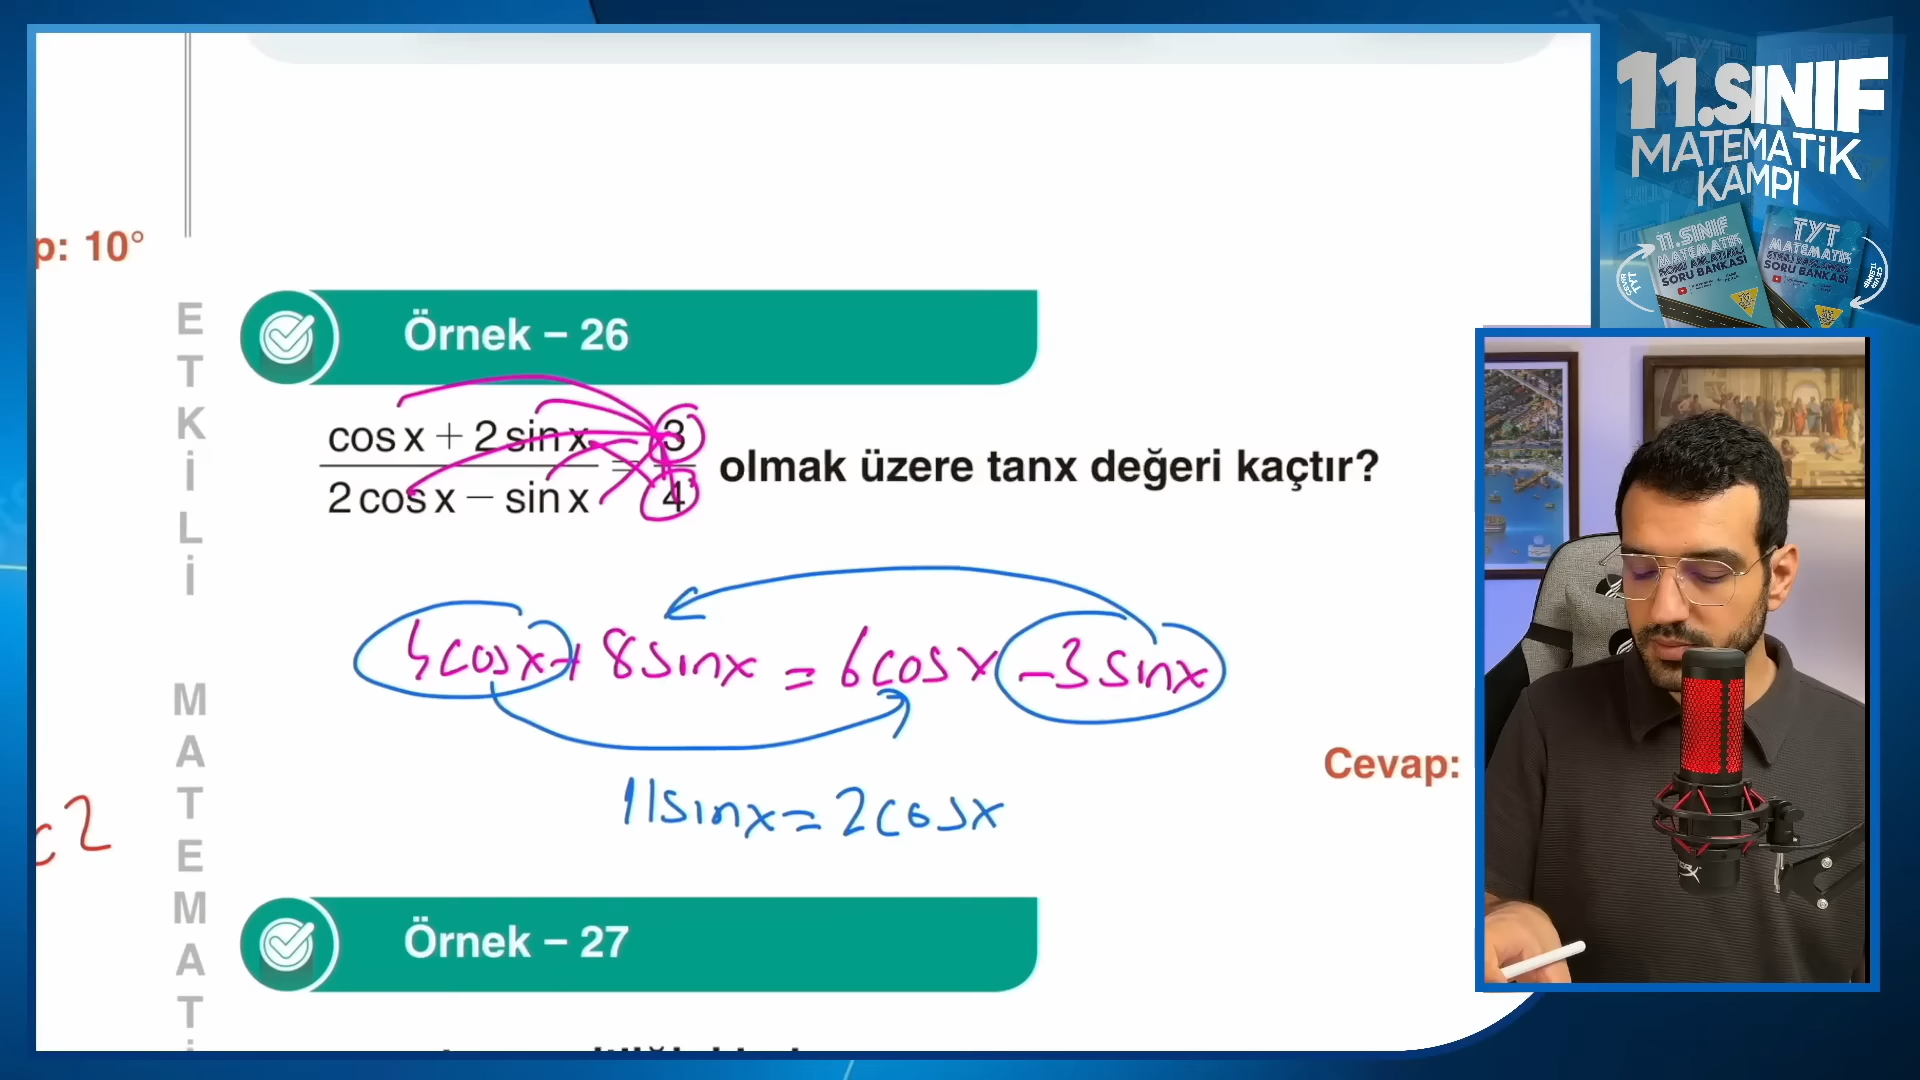 11.SINIF
MATEMATİK
KAMPI
11.SINIF
MATEMATİK
SORU BANKASI
TYT
MATEMATİK
SORU BANKASI
p: 10°
ETKİLİ MATEMATİ
Örnek – 26
cos x + 2 sin x / 2 cos x – sin x = 3 / 4 olmak üzere tanx değeri kaçtır?
4cosx + 8sinx = 6cosx – 3sinx
Cevap:
11sinx = 2cosx
2
Örnek – 27